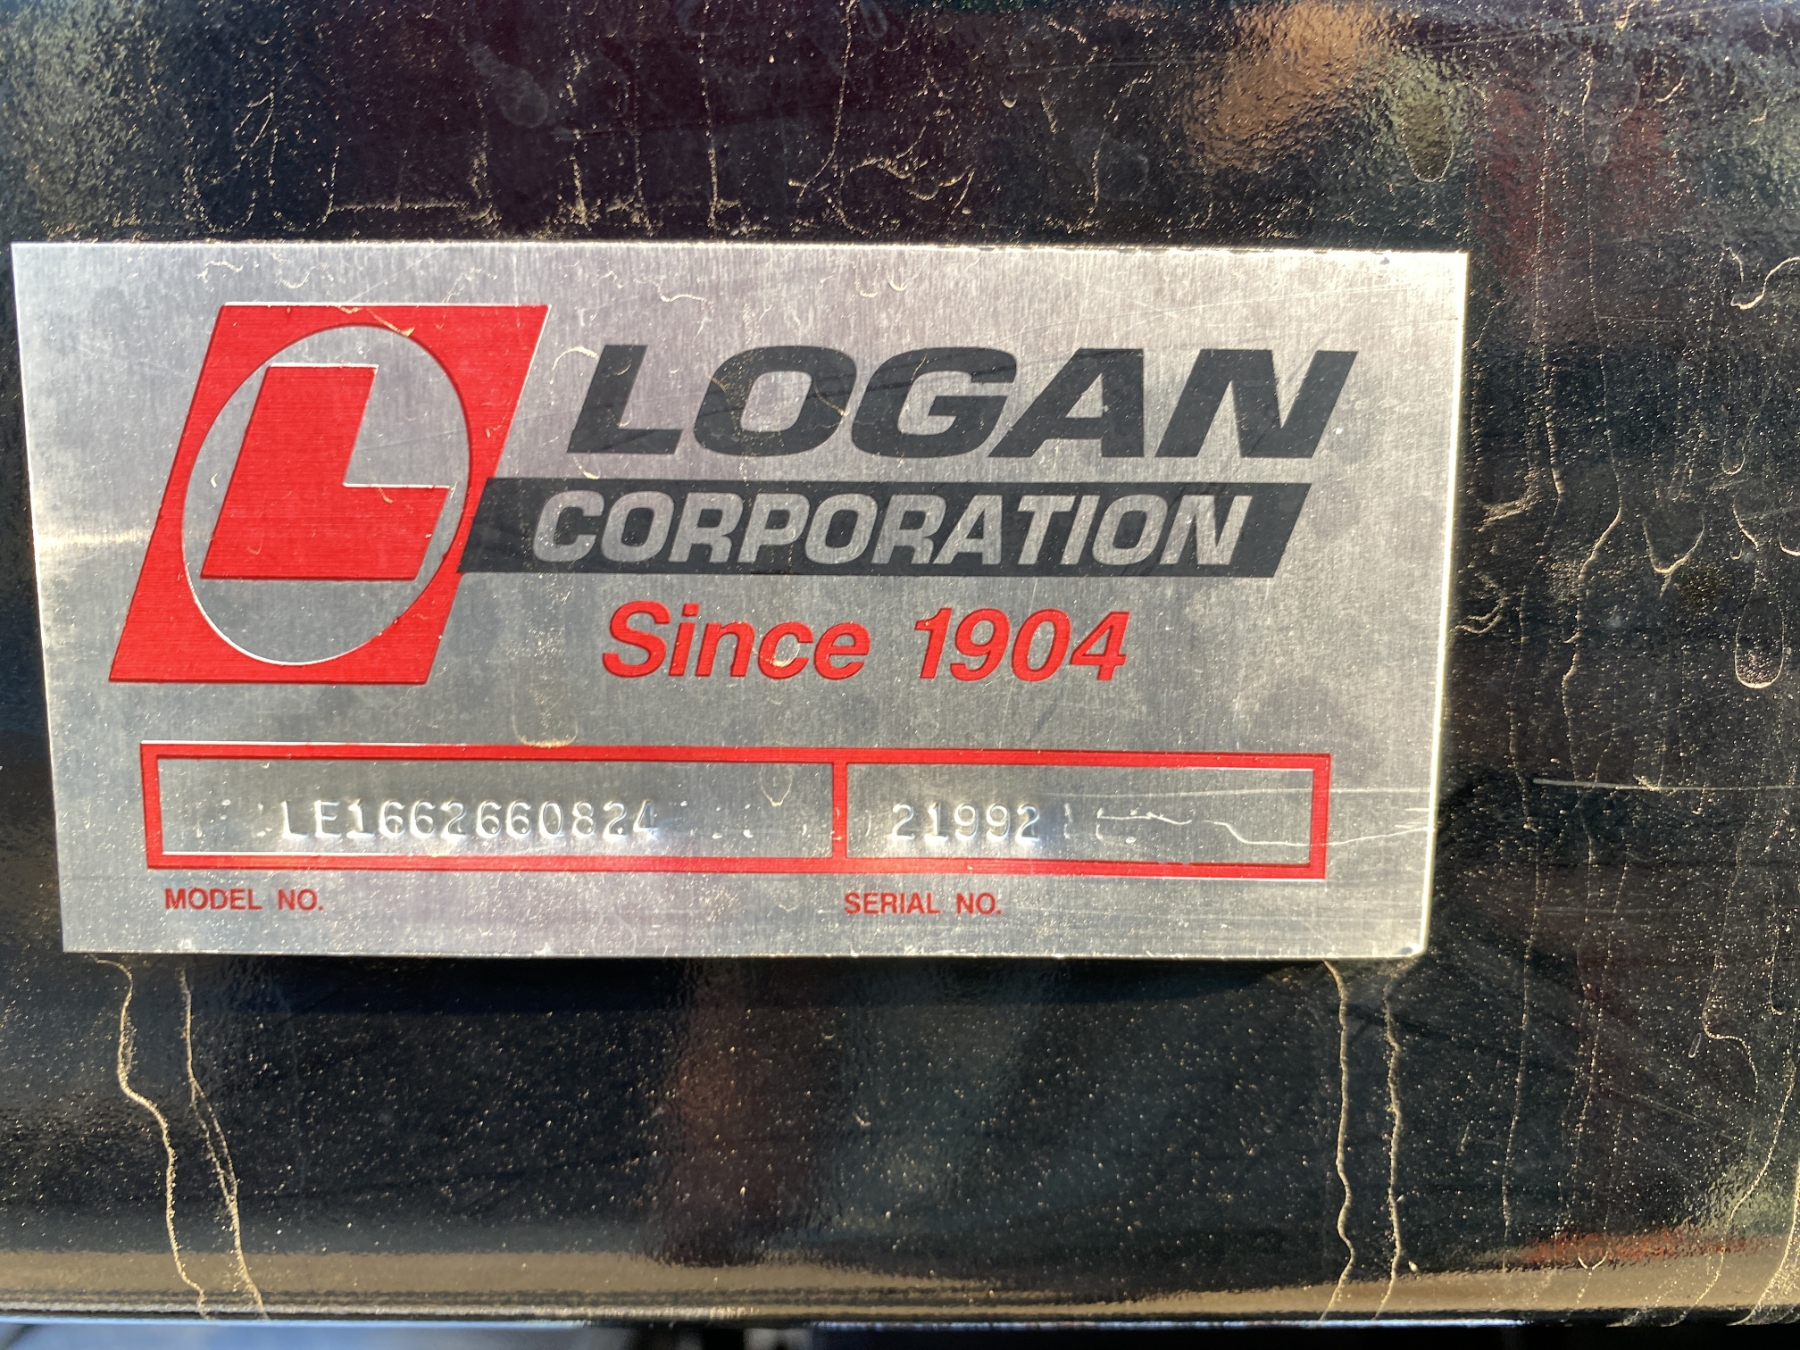 L
LOGAN
CORPORATION
Since 1904
LE1662660824 21992
MODEL NO. SERIAL NO.